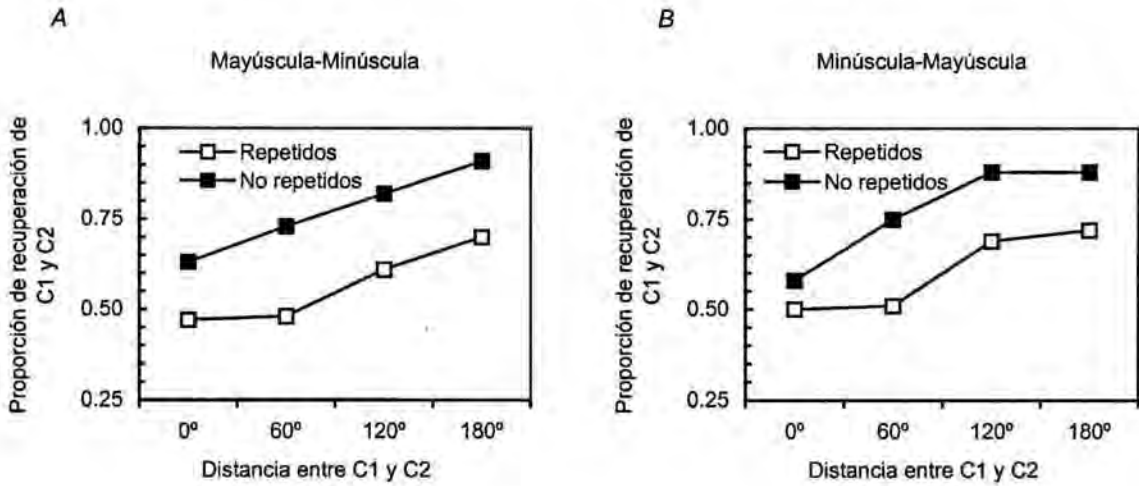 A
Mayúscula-Minúscula
Proporción de recuperación de
C1 y C2
1.00
0.75
0.50
0.25
Repetidos
No repetidos
0º
60º
120º
180º
Distancia entre C1 y C2
B
Minúscula-Mayúscula
Proporción de recuperación de
C1 y C2
1.00
0.75
0.50
0.25
Repetidos
No repetidos
0º
60º
120º
180º
Distancia entre C1 y C2